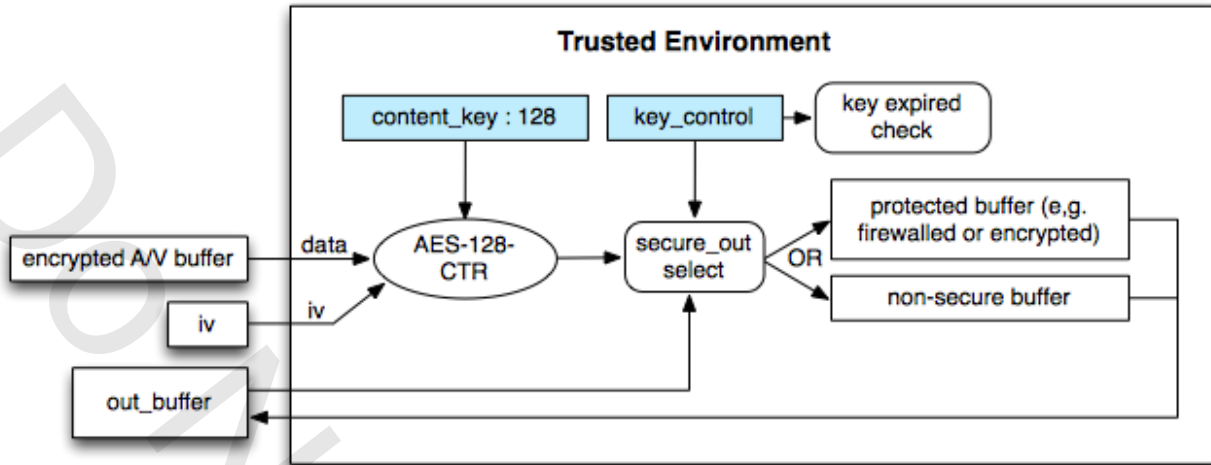 Trusted Environment
content_key : 128
key_control
key expired
check
encrypted A/V buffer
data
AES-128-
CTR
secure_out
select
OR
protected buffer (e,g.
firewalled or encrypted)
non-secure buffer
iv
iv
out_buffer